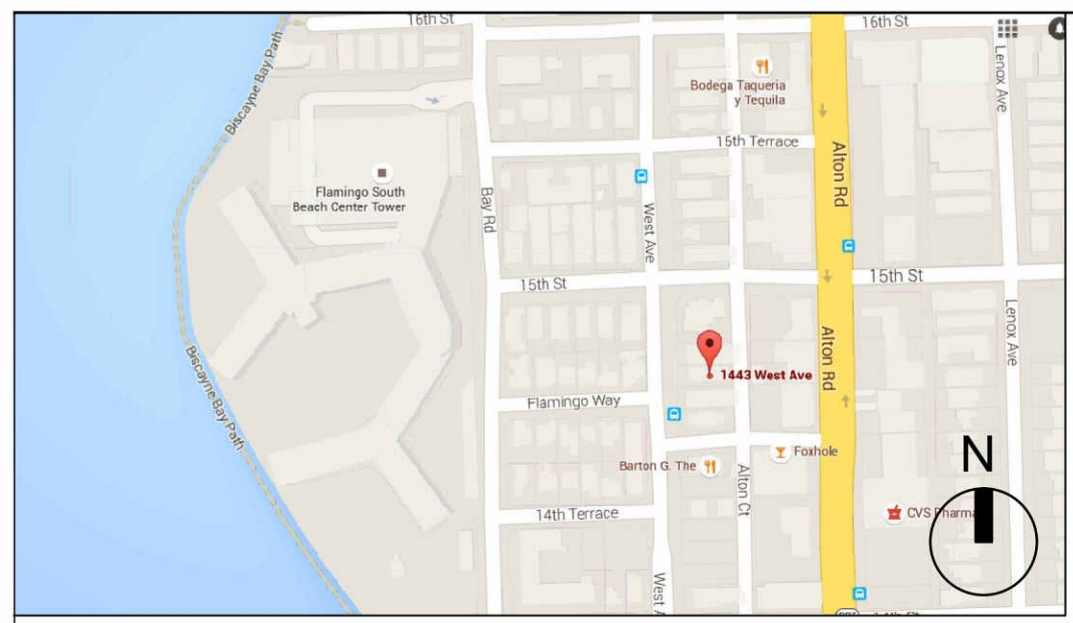 16th St
16th St
Biscayne Bay Path
Lenox Ave
Bodega Taqueria
y Tequila
15th Terrace
Alton Rd
Flamingo South
Beach Center Tower
Bay Rd
West Ave
15th St
15th St
Lenox Ave
Alton Rd
1443 West Ave
Biscayne Bay Path
Flamingo Way
N
Foxhole
Barton G. The
Alton Ct
14th Terrace
CVS Pharma